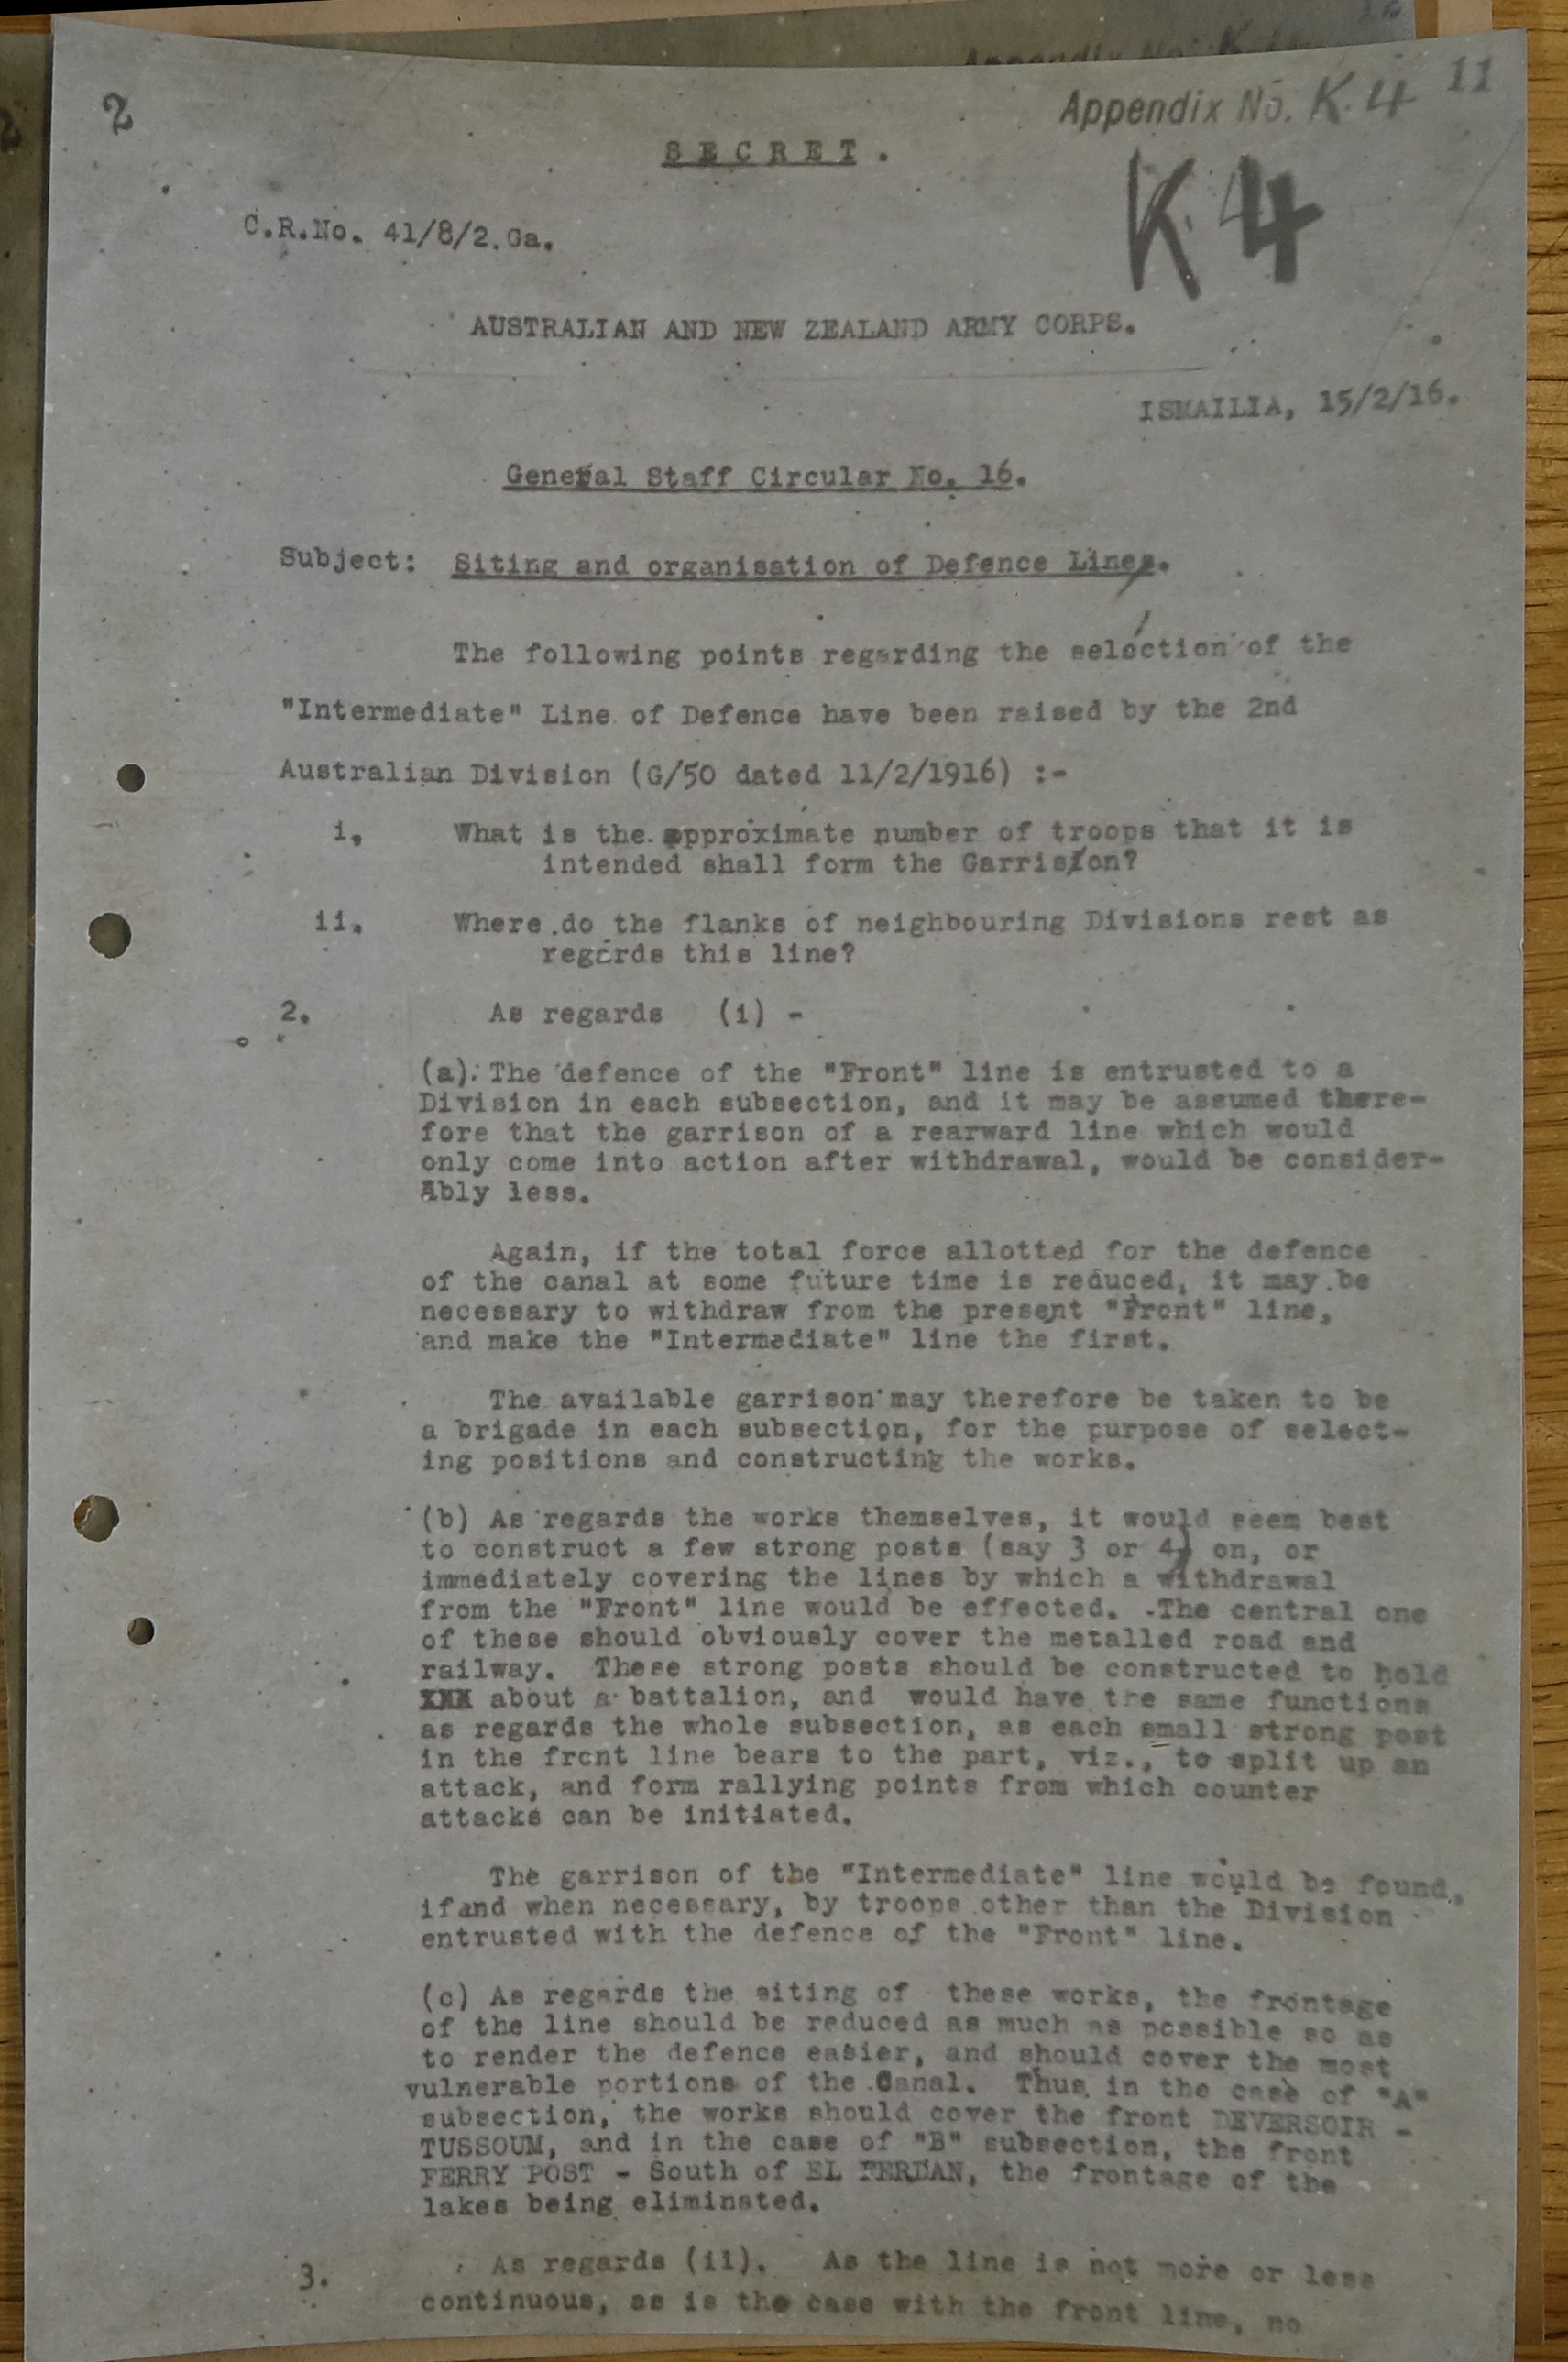 2
Appendix No. K.4 11
SECRET.
K 4
C.R.No. 41/8/2.Ga.
AUSTRALIAN AND NEW ZEALAND ARMY CORPS.
ISMAILIA, 15/2/16.
General Staff Circular No. 16.
Subject: Siting and organisation of Defence Lines.
The following points regarding the selection of the
"Intermediate" Line of Defence have been raised by the 2nd
Australian Division (G/50 dated 11/2/1916) :-
i. What is the approximate number of troops that it is
intended shall form the Garrison?
ii. Where do the flanks of neighbouring Divisions rest as
regards this line?
2. As regards (i) -
(a). The defence of the "Front" line is entrusted to a
Division in each subsection, and it may be assumed there-
fore that the garrison of a rearward line which would
only come into action after withdrawal, would be consider-
ably less.
Again, if the total force allotted for the defence
of the canal at some future time is reduced, it may be
necessary to withdraw from the present "Front" line,
and make the "Intermediate" line the first.
The available garrison may therefore be taken to be
a brigade in each subsection, for the purpose of select-
ing positions and constructing the works.
(b) As regards the works themselves, it would seem best
to construct a few strong posts (say 3 or 4) on, or
immediately covering the lines by which a withdrawal
from the "Front" line would be effected. The central one
of these should obviously cover the metalled road and
railway. These strong posts should be constructed to hold
XXX about a battalion, and would have the same functions
as regards the whole subsection, as each small strong post
in the front line bears to the part, viz., to split up an
attack, and form rallying points from which counter
attacks can be initiated.
The garrison of the "Intermediate" line would be found,
if and when necessary, by troops other than the Division
entrusted with the defence of the "Front" line.
(c) As regards the siting of these works, the frontage
of the line should be reduced as much as possible so as
to render the defence easier, and should cover the most
vulnerable portions of the Canal. Thus in the case of "A"
subsection, the works should cover the front DEVERSOIR -
TUSSOUM, and in the case of "B" subsection, the front
FERRY POST - South of EL FERDAN, the frontage of the
lakes being eliminated.
3. As regards (ii). As the line is not more or less
continuous, as is the case with the front line, no